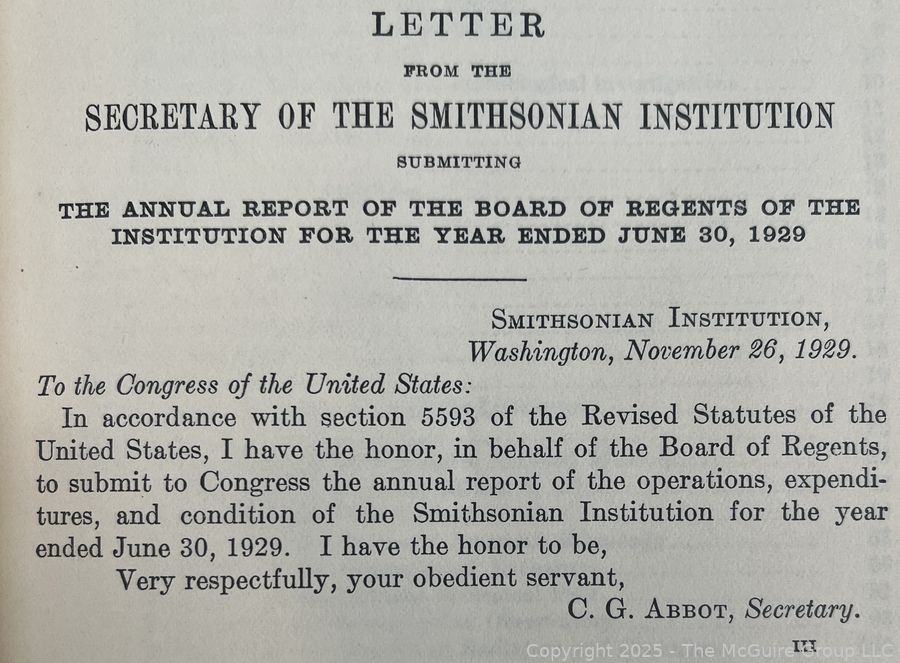 LETTER
FROM THE
SECRETARY OF THE SMITHSONIAN INSTITUTION
SUBMITTING
THE ANNUAL REPORT OF THE BOARD OF REGENTS OF THE
INSTITUTION FOR THE YEAR ENDED JUNE 30, 1929
SMITHSONIAN INSTITUTION,
Washington, November 26, 1929.
To the Congress of the United States:
In accordance with section 5593 of the Revised Statutes of the
United States, I have the honor, in behalf of the Board of Regents,
to submit to Congress the annual report of the operations, expendi-
tures, and condition of the Smithsonian Institution for the year
ended June 30, 1929. I have the honor to be,
Very respectfully, your obedient servant,
C. G. ABBOT, Secretary.
III
Copyright 2025 - The McGuire Group LLC